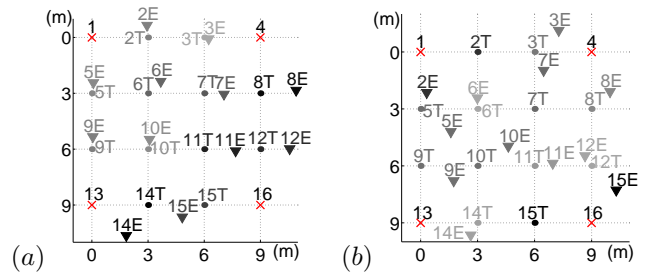 (m)
1 2E 3E 4
0 2T 3T
5E 6E 8E
3 5T 6T 7T 7E 8T
9E 10E 11T 11E 12T 12E
6 9T 10T
13 14T 15E 15T 16
9
14E
0 3 6 9 (m)
(a)
(m)
3E
1 2T 3T 4
0
7E
2E 6E 8E
3 5T 6T 7T 8T
5E 10E
9T 10T 11T 11E 12E
6 12T
9E 15E
13 14T 15T 16
9
14E
0 3 6 9 (m)
(b)